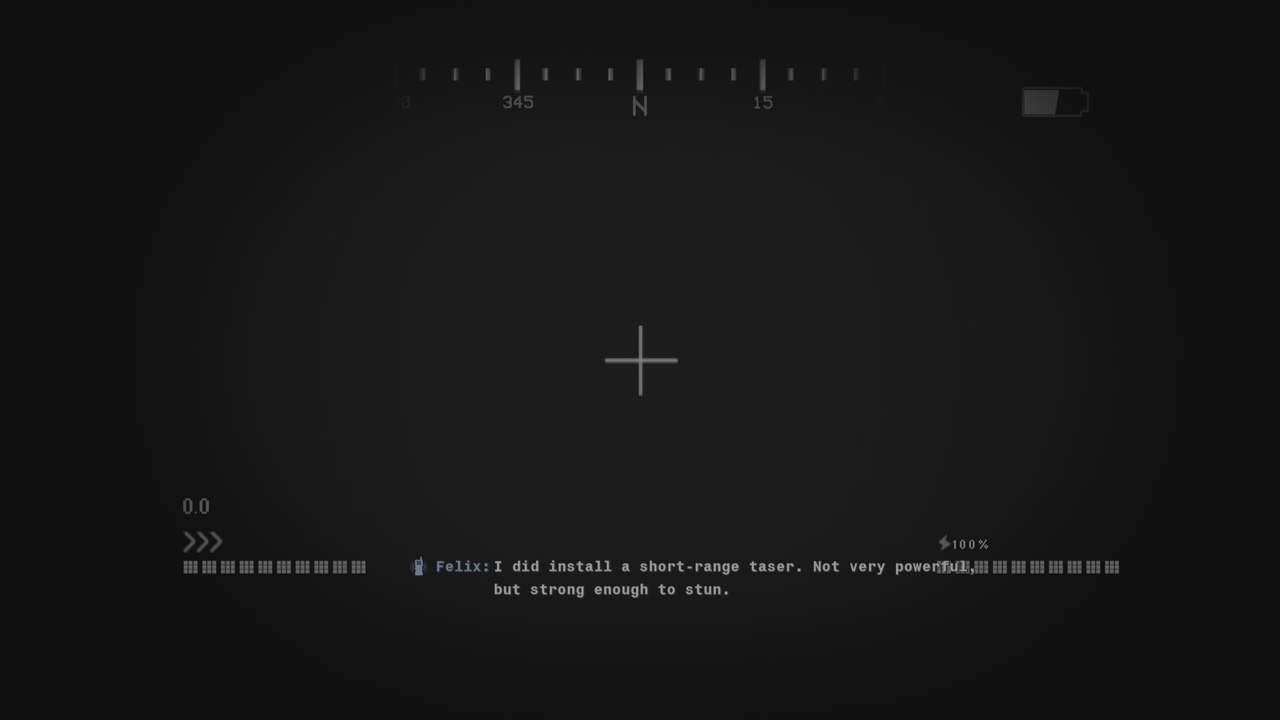 345 N 15
0.0
100%
Felix: I did install a short-range taser. Not very powerful,
but strong enough to stun.